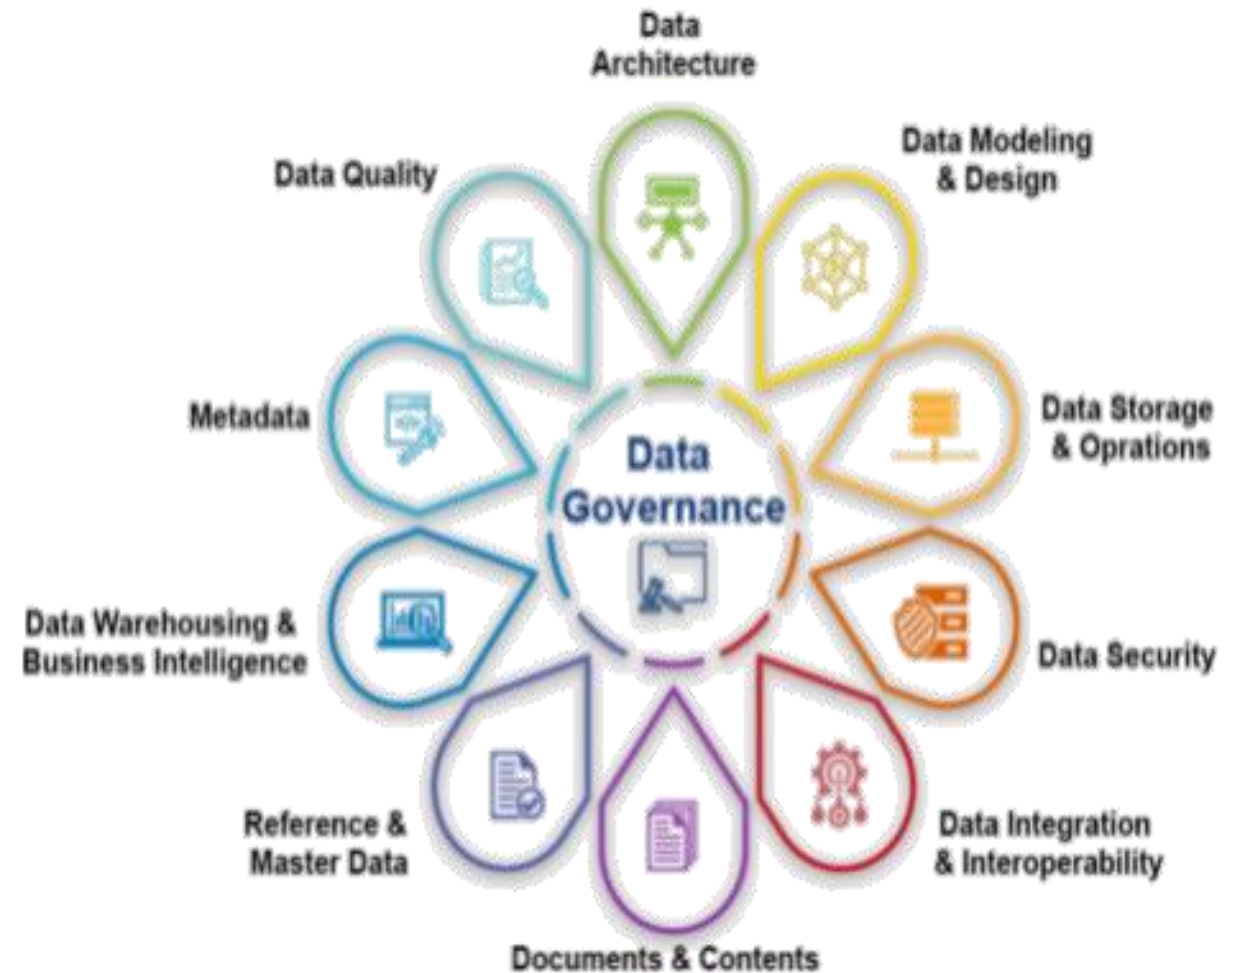 Data
Architecture
Data Modeling
& Design
Data Quality
Data Storage
& Oprations
Metadata
Data
Governance
Data Warehousing &
Business Intelligence
Data Security
Reference &
Master Data
Data Integration
& Interoperability
Documents & Contents